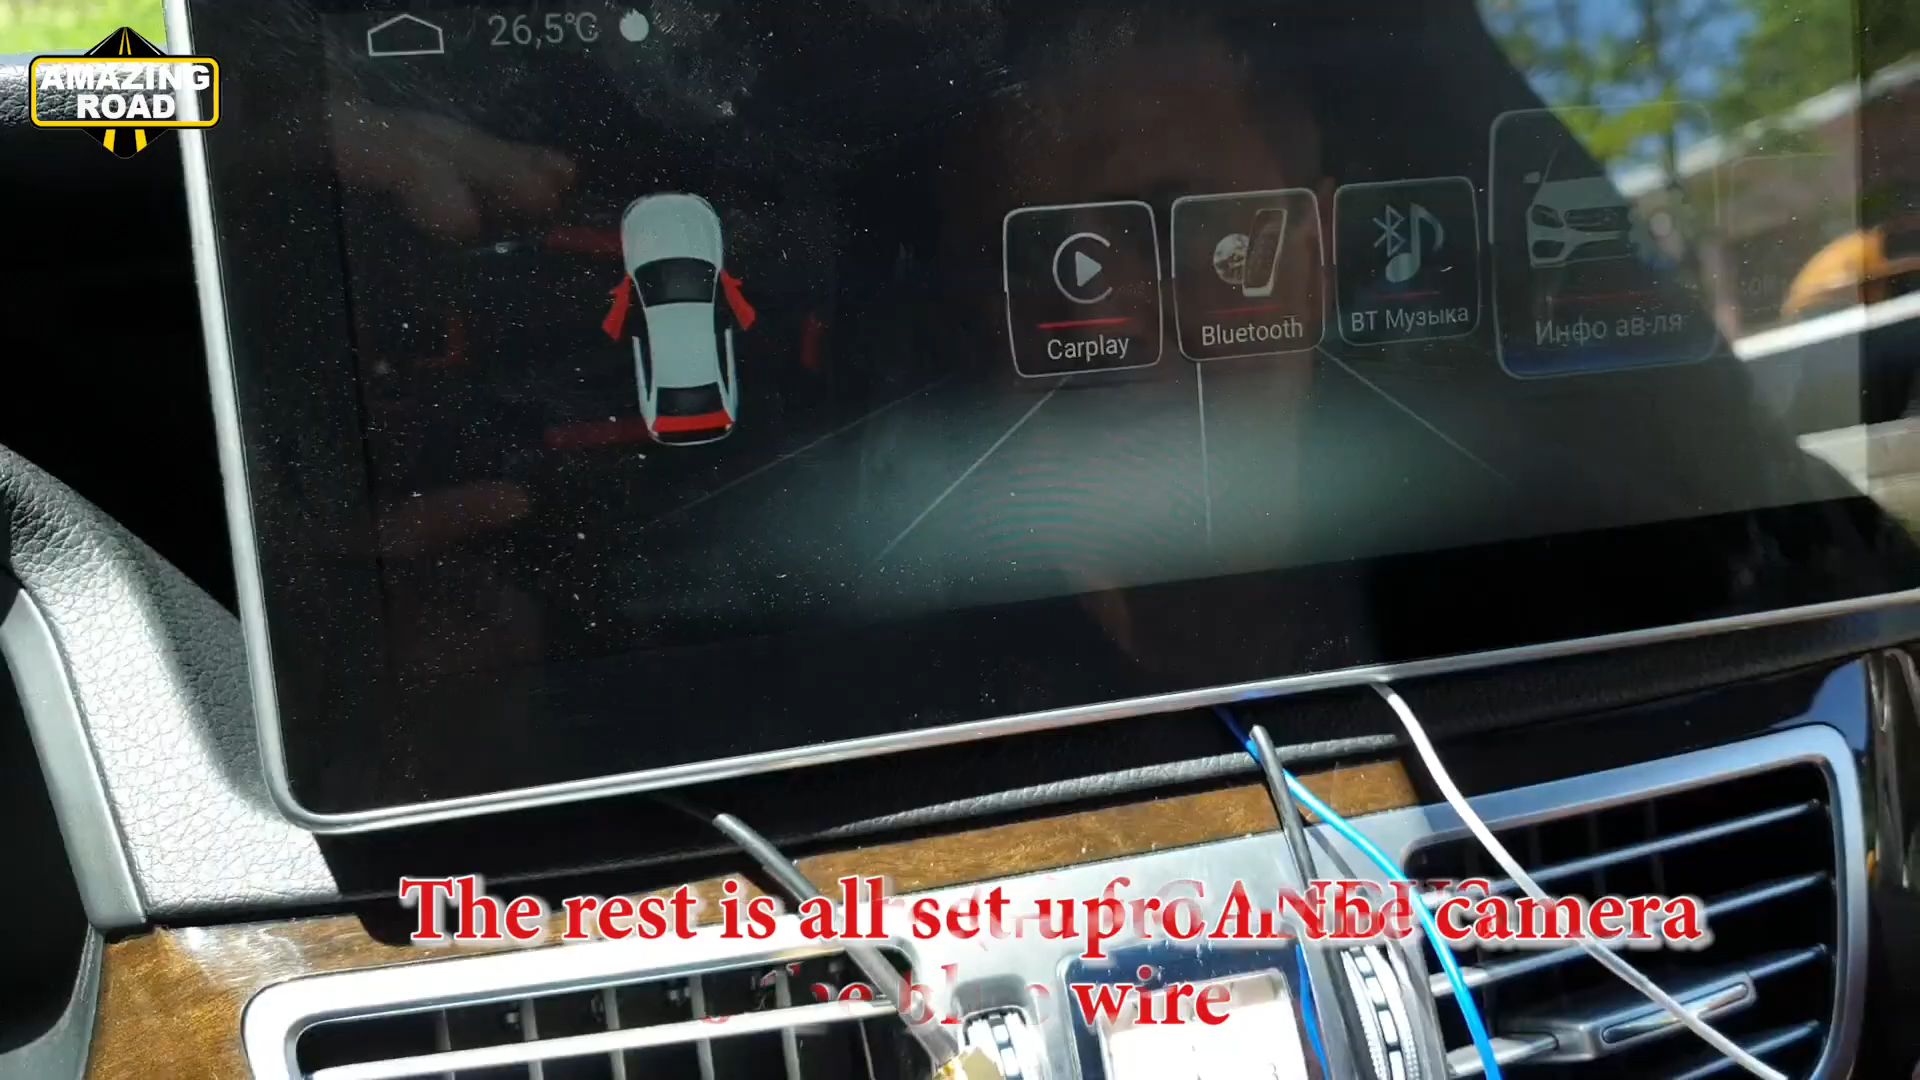 26,5°C
AMAZING
ROAD
Carplay
Bluetooth
BT Музыка
Инфо ав-ля
The rest is all set up
camera
wire